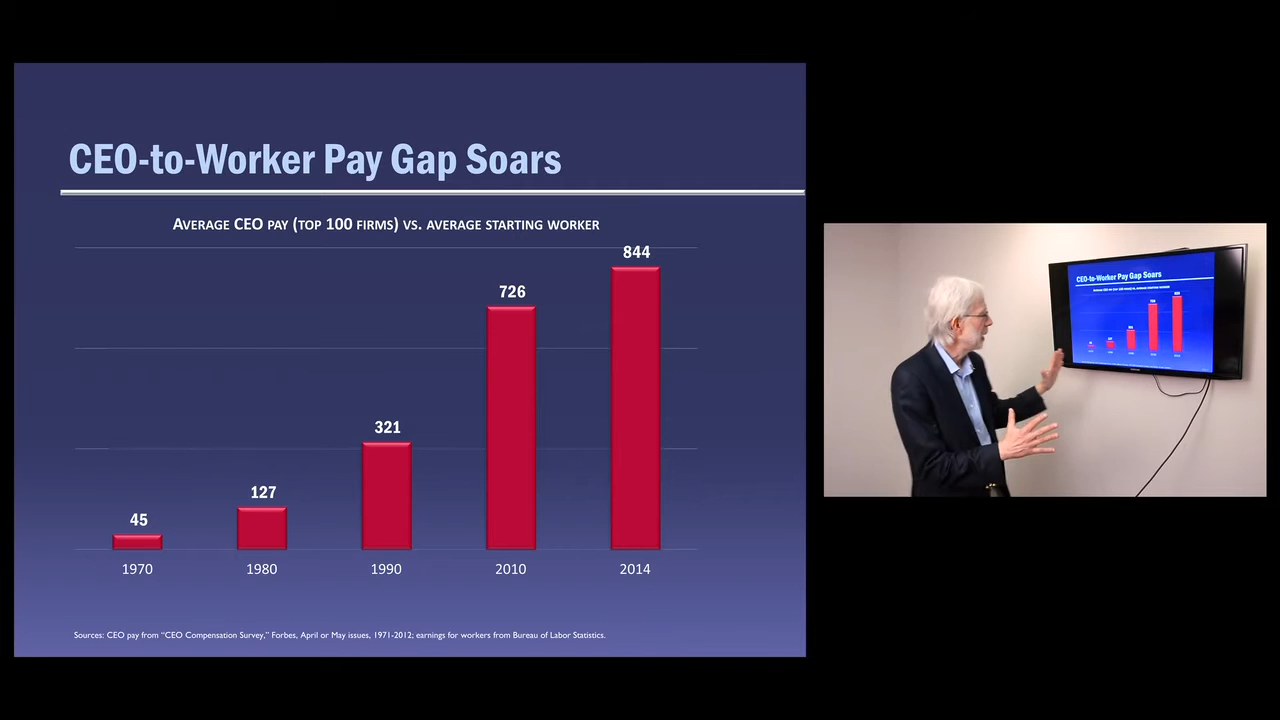 CEO-to-Worker Pay Gap Soars
AVERAGE CEO PAY (TOP 100 FIRMS) VS. AVERAGE STARTING WORKER
844
726
321
127
45
1970 1980 1990 2010 2014
Sources: CEO pay from “CEO Compensation Survey,” Forbes, April or May issues, 1971-2012; earnings for workers from Bureau of Labor Statistics.
CEO-to-Worker Pay Gap Soars